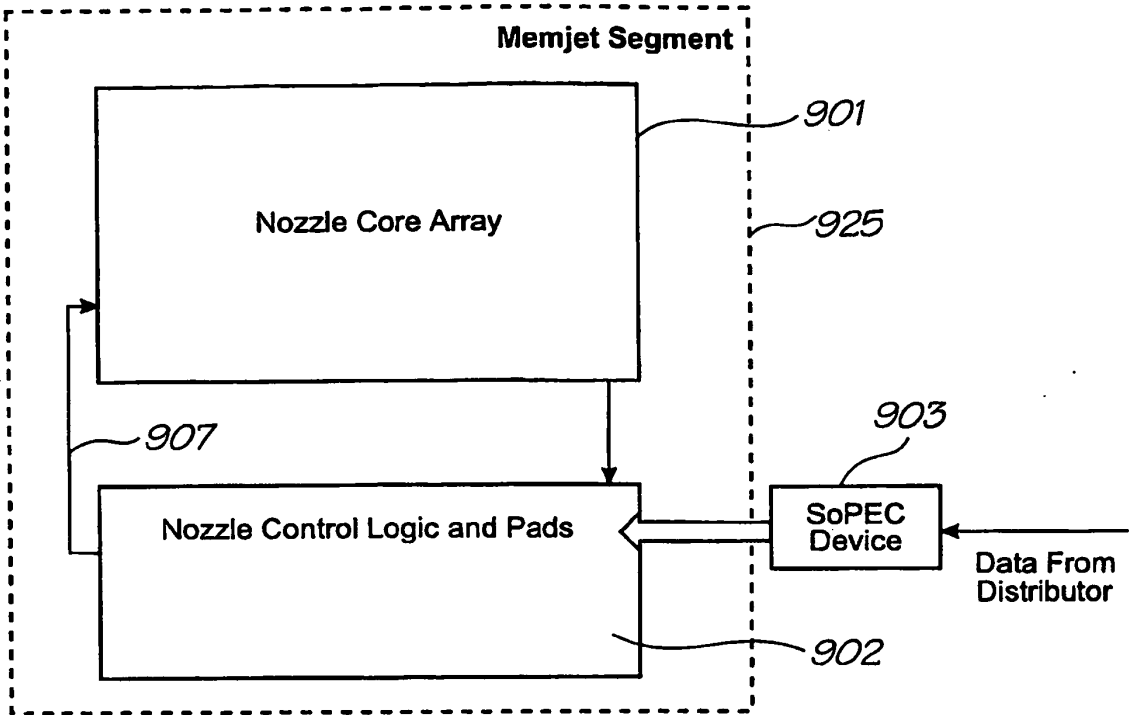 Memjet Segment
901
Nozzle Core Array
925
907
903
Nozzle Control Logic and Pads
SoPEC
Device
Data From
Distributor
902